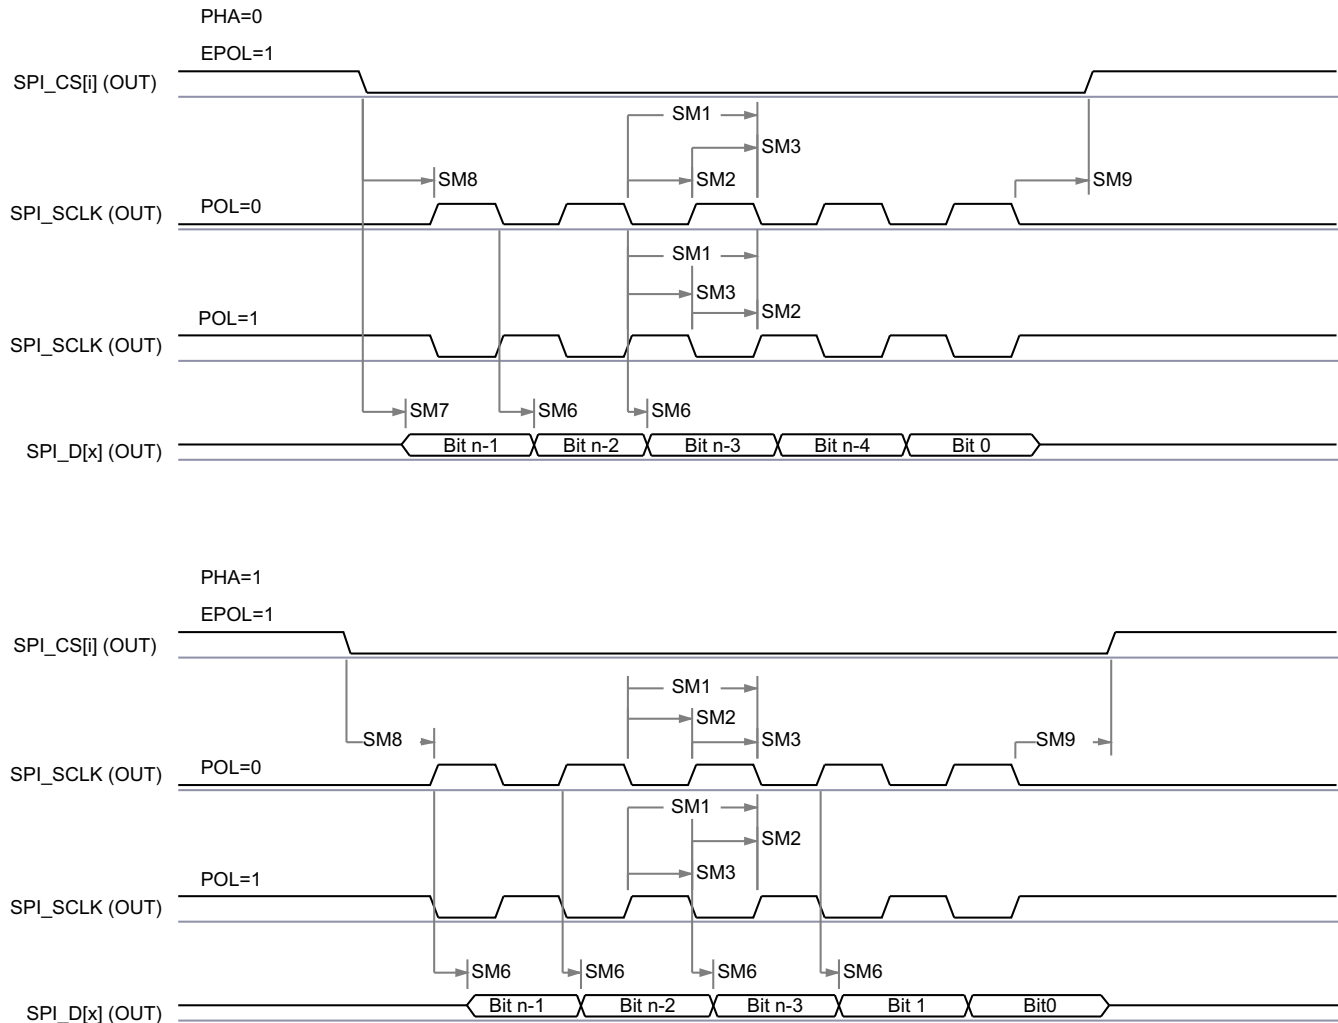 PHA=0
EPOL=1
SPI_CS[i] (OUT)
SM1
SM3
SM8
SM2
SM9
SPI_SCLK (OUT)
POL=0
SM1
SM3
SM2
POL=1
SPI_SCLK (OUT)
SM7
SM6
SM6
SPI_D[x] (OUT)
Bit n-1
Bit n-2
Bit n-3
Bit n-4
Bit 0
PHA=1
EPOL=1
SPI_CS[i] (OUT)
SM1
SM2
SM8
SM3
SM9
SPI_SCLK (OUT)
POL=0
SM1
SM2
SM3
POL=1
SPI_SCLK (OUT)
SM6
SM6
SM6
SM6
SPI_D[x] (OUT)
Bit n-1
Bit n-2
Bit n-3
Bit 1
Bit0